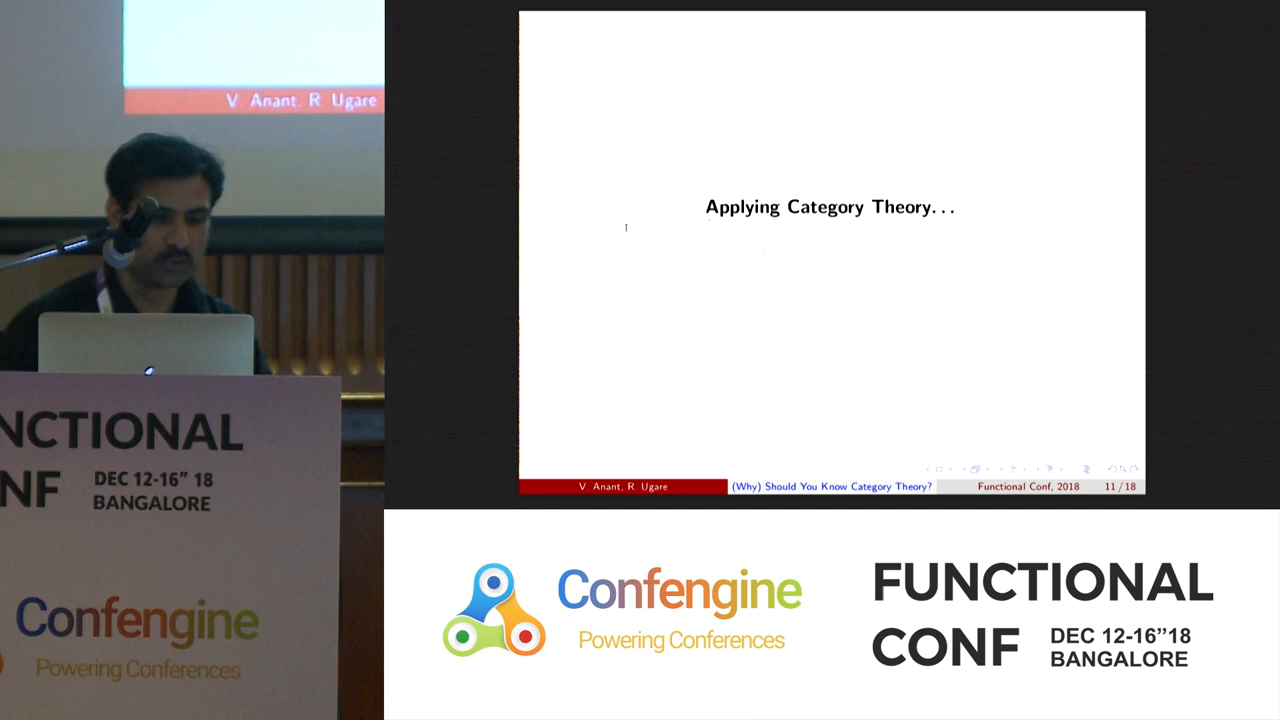 V. Anant, R. Ugare
NCTIONAL
NF
DEC 12-16" 18
BANGALORE
Confengine
Powering Conferences
Applying Category Theory...
V. Anant, R. Ugare
(Why) Should You Know Category Theory?
Functional Conf, 2018
11 / 18
Confengine
Powering Conferences
FUNCTIONAL
CONF
DEC 12-16"18
BANGALORE